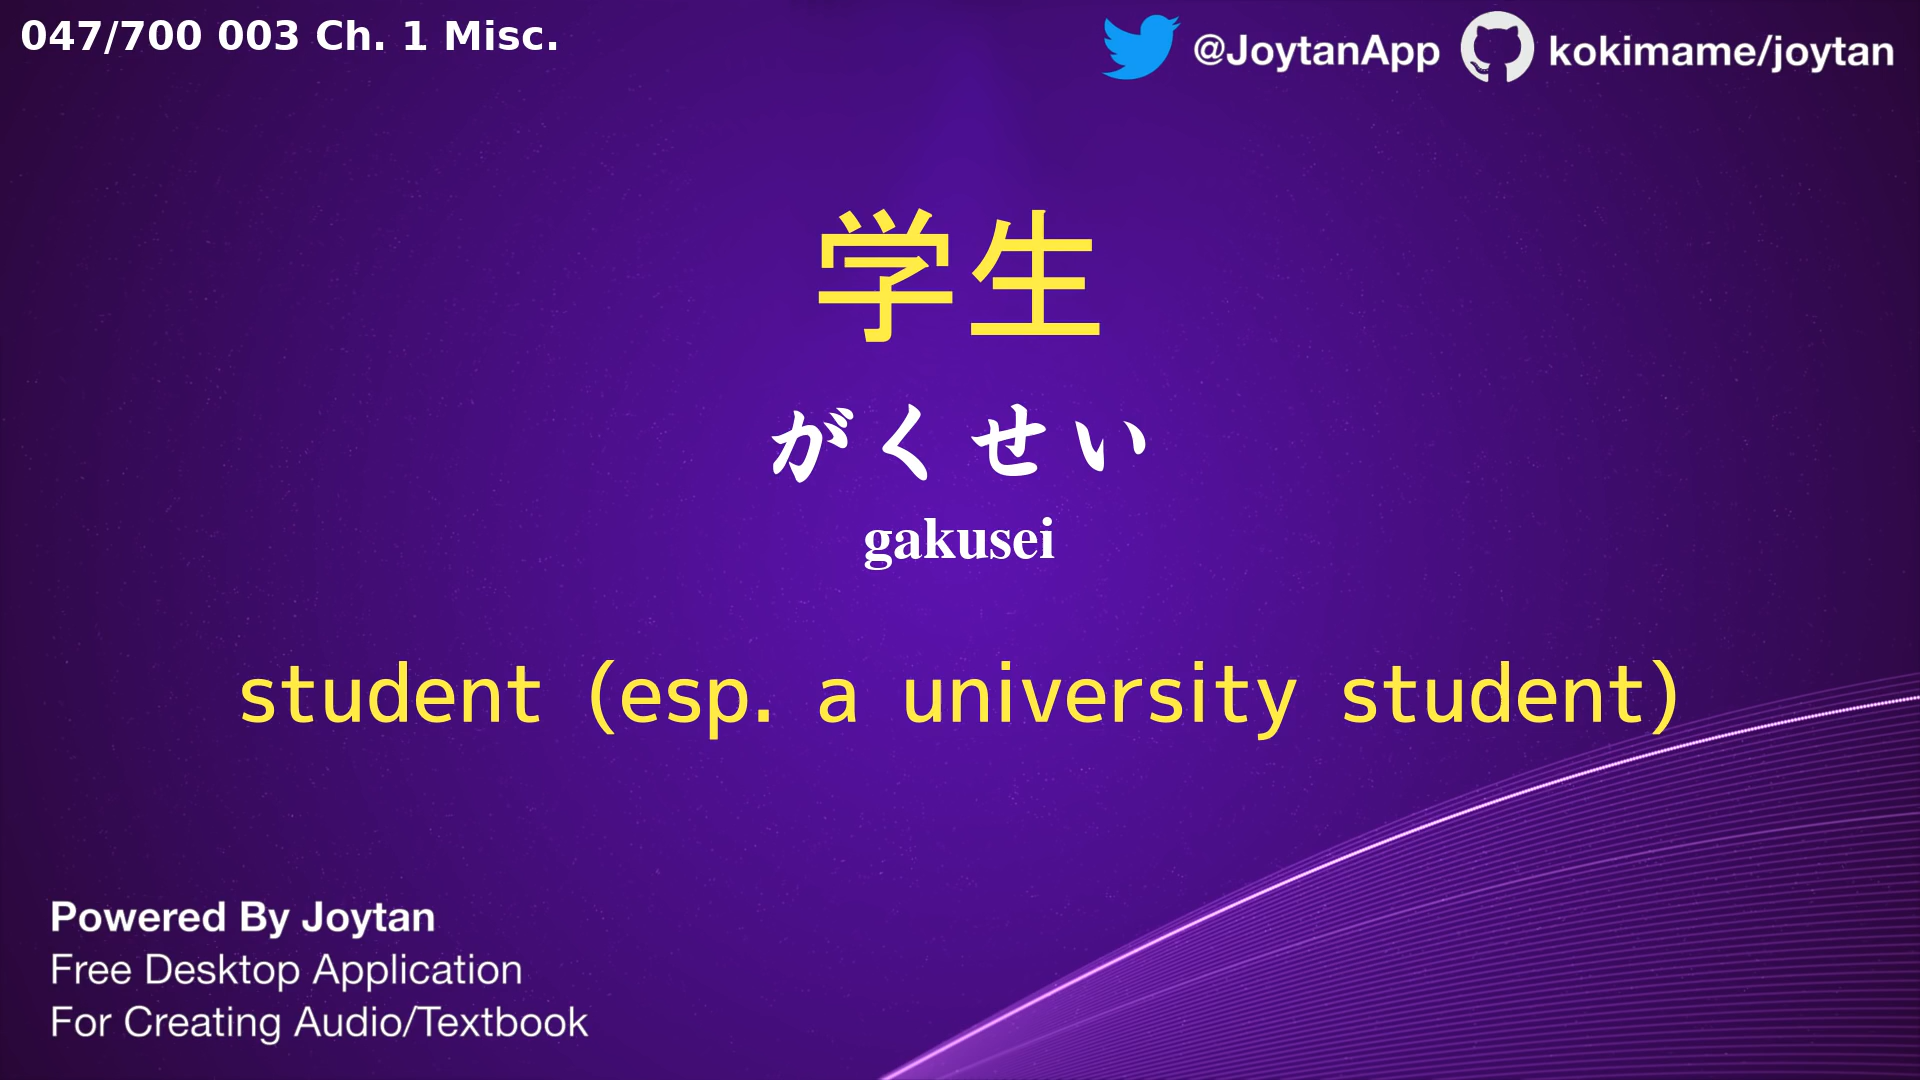 047/700 003 Ch. 1 Misc.
@JoytanApp kokimame/joytan
学生
がくせい
gakusei
student (esp. a university student)
Powered By Joytan
Free Desktop Application
For Creating Audio/Textbook